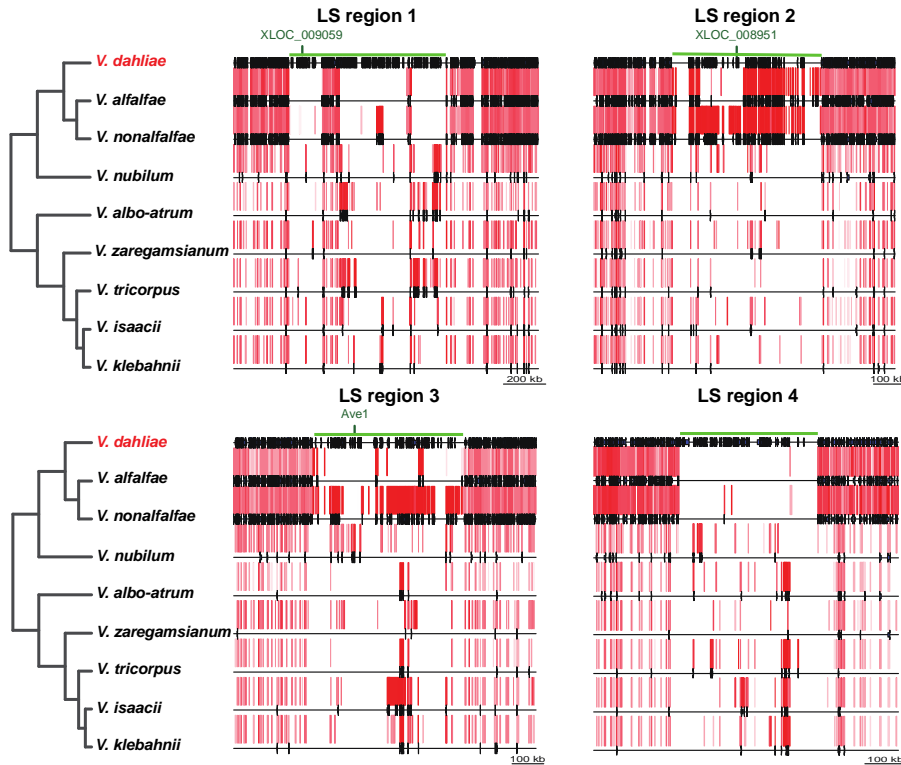 LS region 1
LS region 2
XLOC_009059
XLOC_008951
V. dahliae
V. alfalfae
V. nonalfalfae
V. nubilum
V. albo-atrum
V. zaregamsianum
V. tricorpus
V. isaacii
V. klebahnii
200 kb
100 kb
LS region 3
LS region 4
Ave1
V. dahliae
V. alfalfae
V. nonalfalfae
V. nubilum
V. albo-atrum
V. zaregamsianum
V. tricorpus
V. isaacii
V. klebahnii
100 kb
100 kb